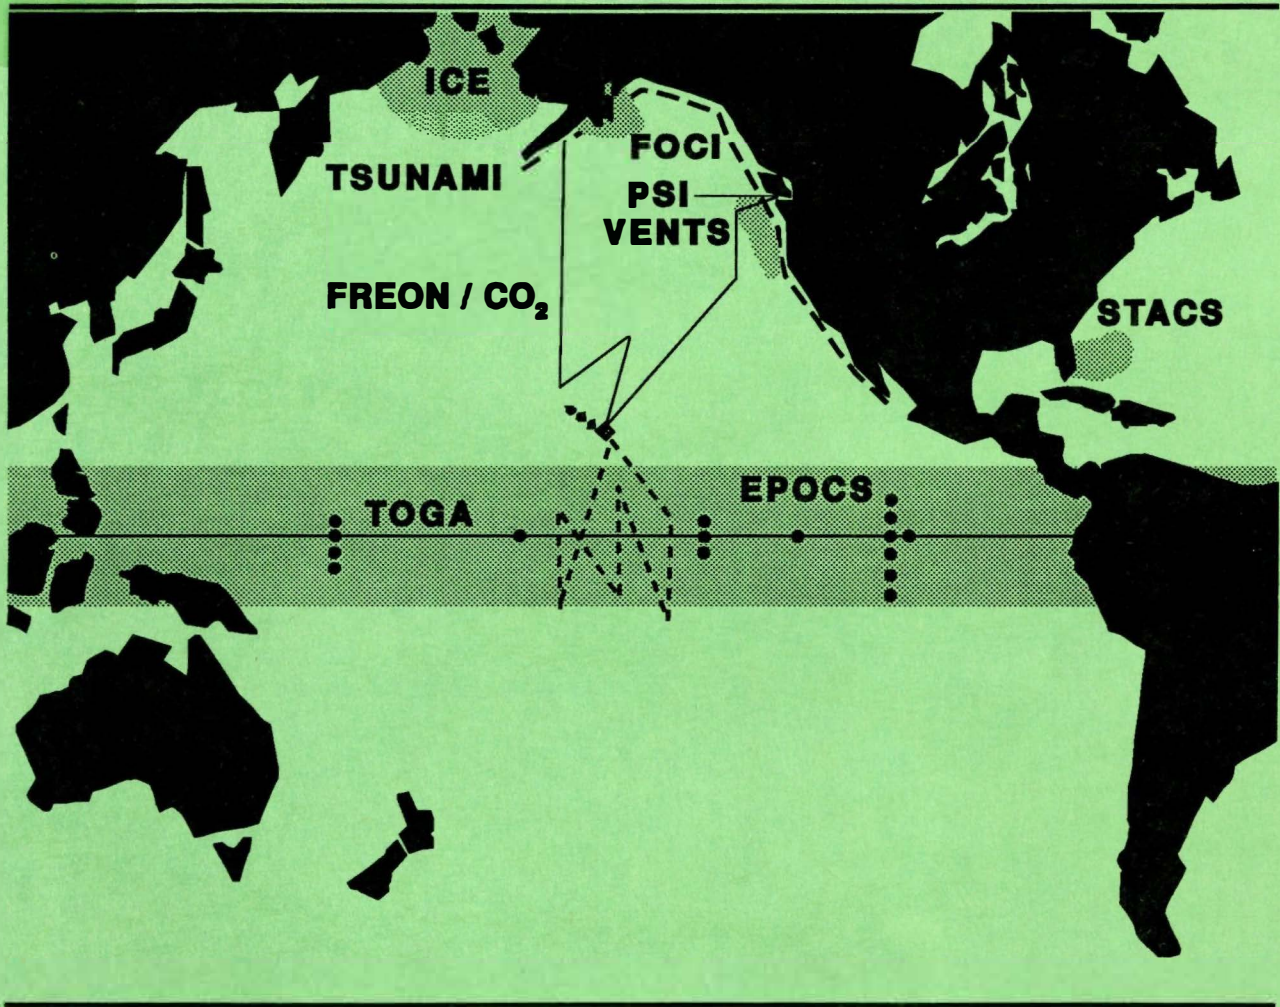 ICE
FOCI
TSUNAMI
PSI
VENTS
FREON / CO₂
STACS
EPOCS
TOGA